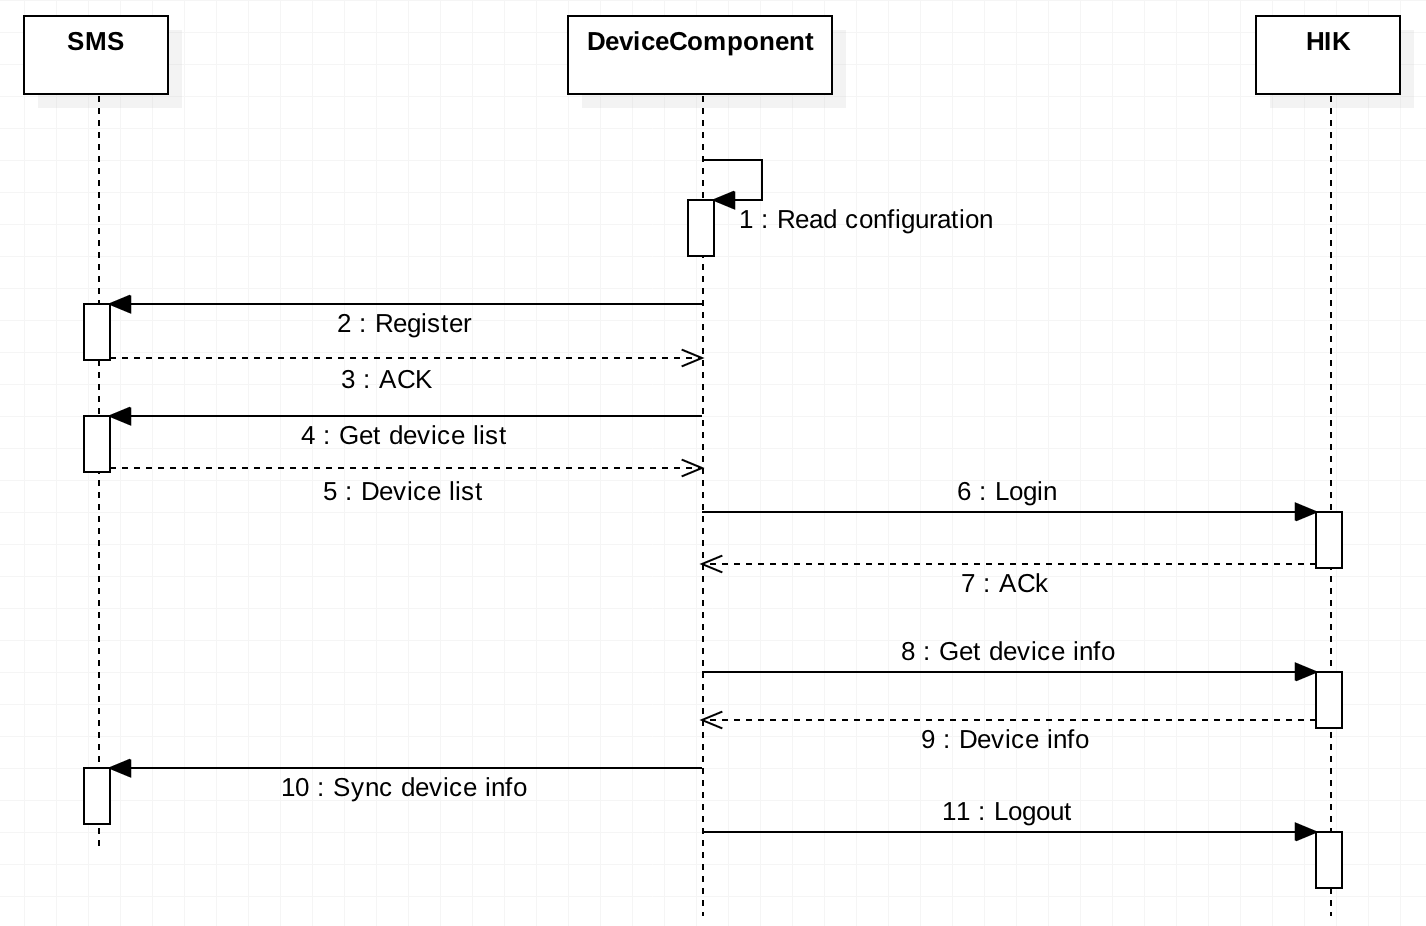 SMS
DeviceComponent
HIK
1 : Read configuration
2 : Register
3 : ACK
4 : Get device list
5 : Device list
6 : Login
7 : ACk
8 : Get device info
9 : Device info
10 : Sync device info
11 : Logout